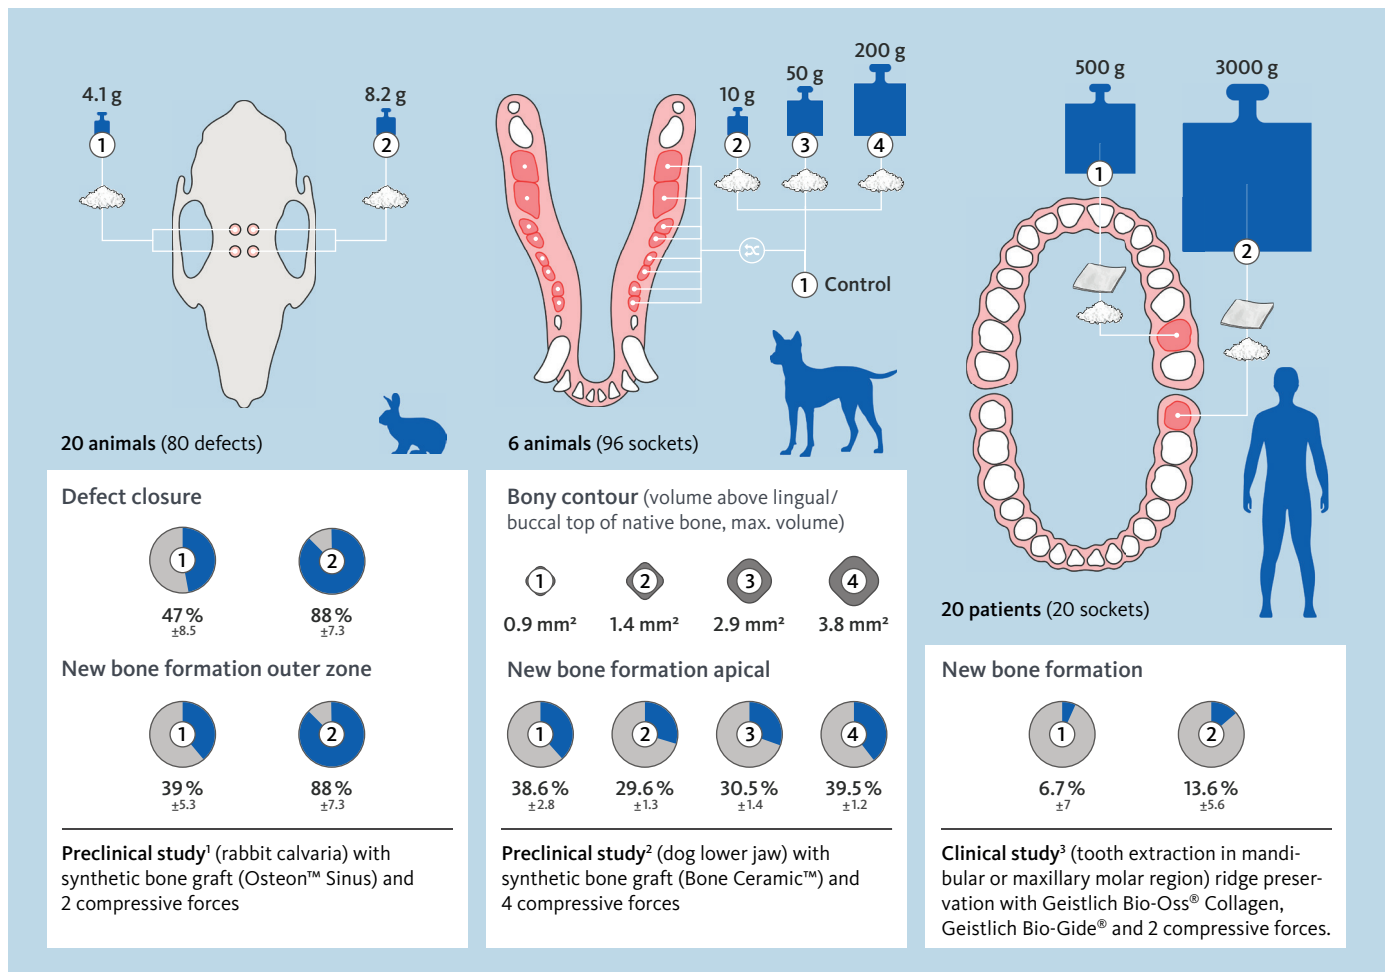 4.1 g
1
8.2 g
2
20 animals (80 defects)
Defect closure
1
2
47 %
±8.5
88 %
±7.3
New bone formation outer zone
1
2
39 %
±5.3
88 %
±7.3
Preclinical study¹ (rabbit calvaria) with
synthetic bone graft (Osteon™ Sinus) and
2 compressive forces
10 g
50 g
200 g
2
3
4
1 Control
6 animals (96 sockets)
Bony contour (volume above lingual/
buccal top of native bone, max. volume)
1
2
3
4
0.9 mm²
1.4 mm²
2.9 mm²
3.8 mm²
New bone formation apical
1
2
3
4
38.6 %
±2.8
29.6 %
±1.3
30.5 %
±1.4
39.5 %
±1.2
Preclinical study² (dog lower jaw) with
synthetic bone graft (Bone Ceramic™) and
4 compressive forces
500 g
3000 g
1
2
20 patients (20 sockets)
New bone formation
1
2
6.7 %
±7
13.6 %
±5.6
Clinical study³ (tooth extraction in mandi-
bular or maxillary molar region) ridge preser-
vation with Geistlich Bio-Oss® Collagen,
Geistlich Bio-Gide® and 2 compressive forces.